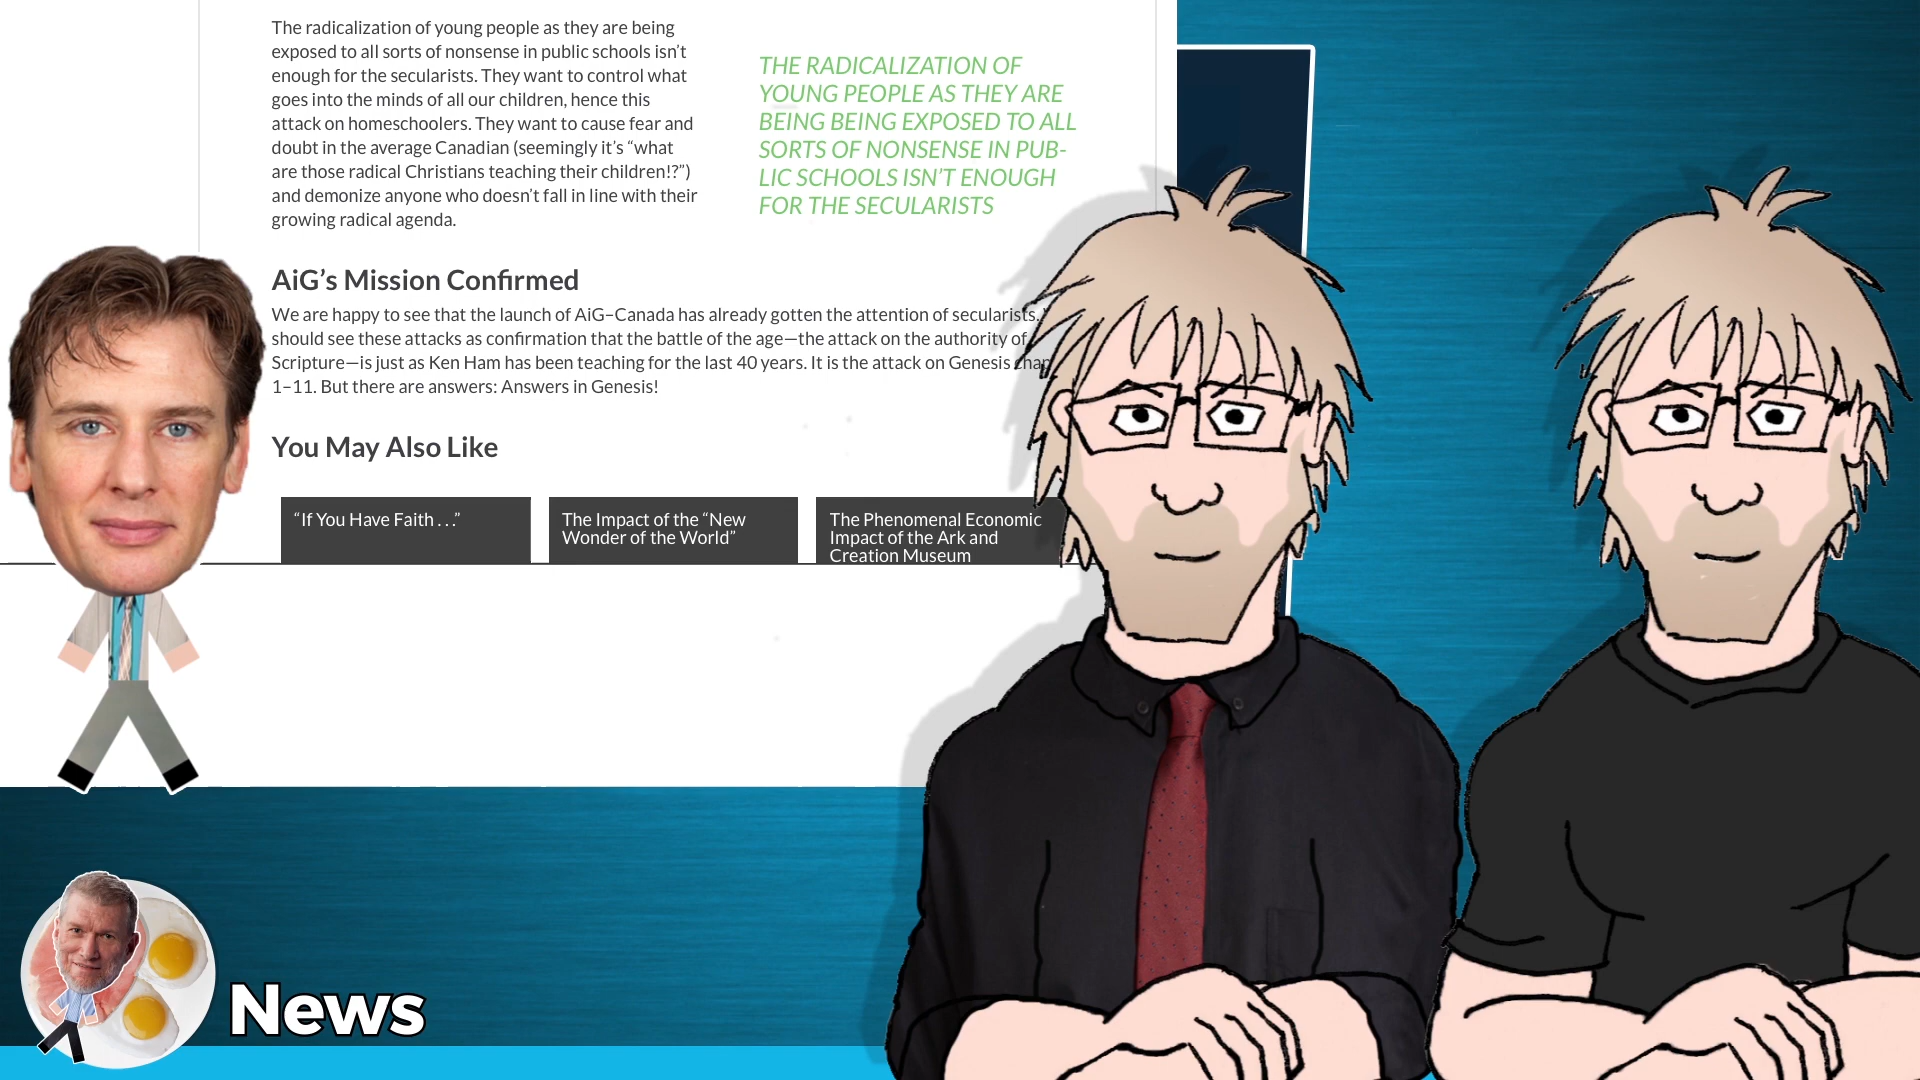 The radicalization of young people as they are being
exposed to all sorts of nonsense in public schools isn’t
enough for the secularists. They want to control what
goes into the minds of all our children, hence this
attack on homeschoolers. They want to cause fear and
doubt in the average Canadian (seemingly it’s “what
are those radical Christians teaching their children!?”)
and demonize anyone who doesn’t fall in line with their
growing radical agenda.
THE RADICALIZATION OF
YOUNG PEOPLE AS THEY ARE
BEING BEING EXPOSED TO ALL
SORTS OF NONSENSE IN PUB-
LIC SCHOOLS ISN’T ENOUGH
FOR THE SECULARISTS
AiG’s Mission Confirmed
We are happy to see that the launch of AiG–Canada has already gotten the attention of secularists.
should see these attacks as confirmation that the battle of the age—the attack on the authority of
Scripture—is just as Ken Ham has been teaching for the last 40 years. It is the attack on Genesis chap
1–11. But there are answers: Answers in Genesis!
You May Also Like
“If You Have Faith . . .”
The Impact of the “New
Wonder of the World”
The Phenomenal Economic
Impact of the Ark and
Creation Museum
News